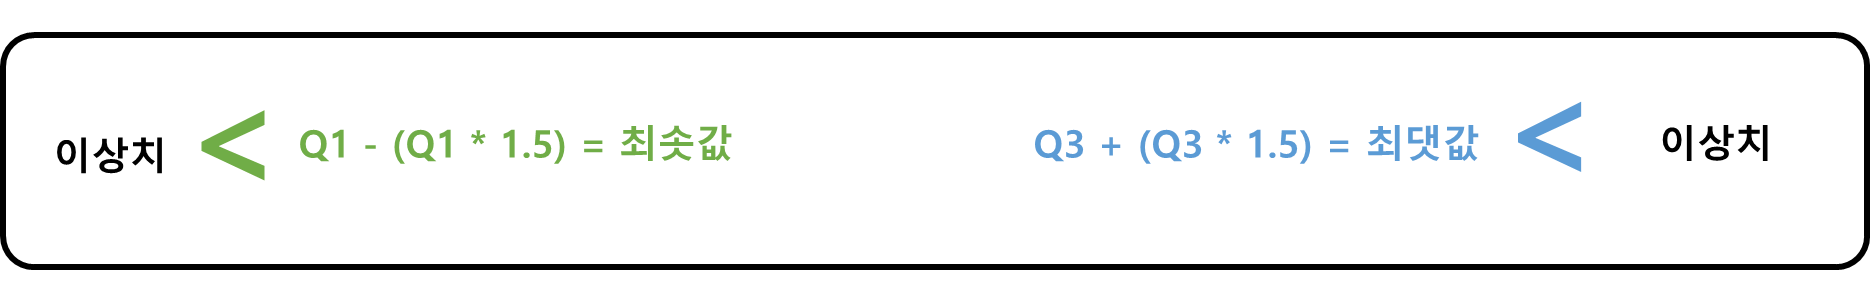 이상치 < Q1 - (Q1 * 1.5) = 최솟값 Q3 + (Q3 * 1.5) = 최댓값 < 이상치